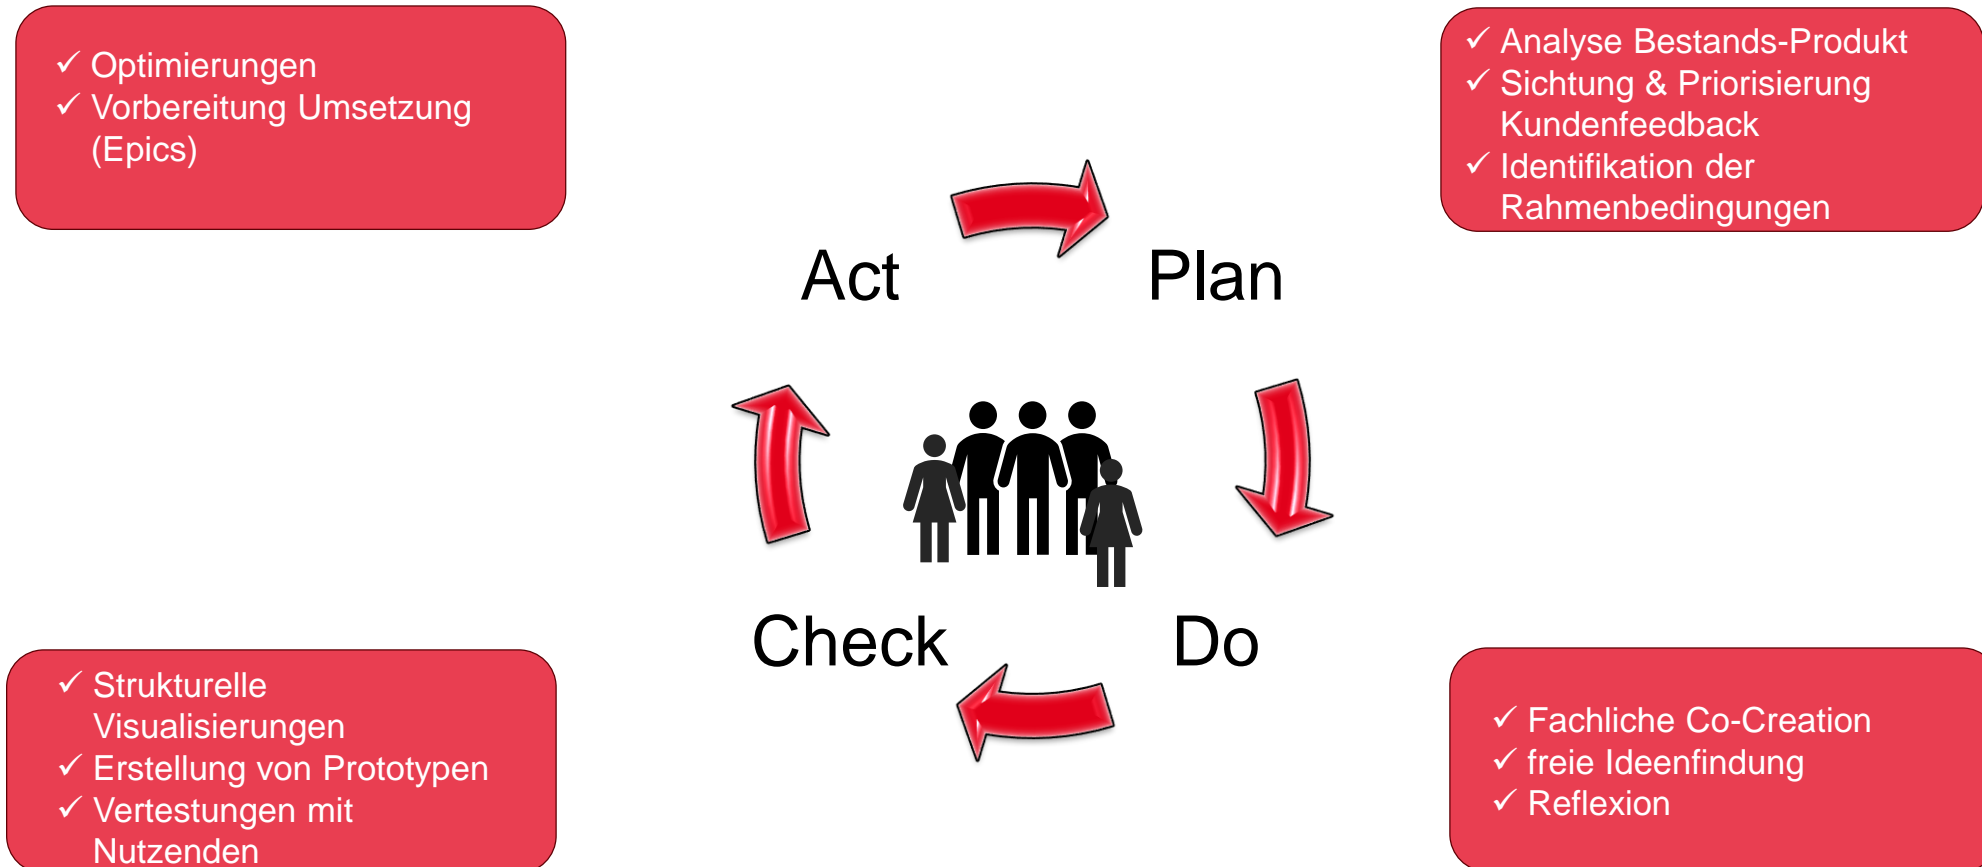 ✓ Optimierungen
✓ Vorbereitung Umsetzung
(Epics)
✓ Analyse Bestands-Produkt
✓ Sichtung & Priorisierung
Kundenfeedback
✓ Identifikation der
Rahmenbedingungen
Act
Plan
Check
Do
✓ Strukturelle
Visualisierungen
✓ Erstellung von Prototypen
✓ Vertestungen mit
Nutzenden
✓ Fachliche Co-Creation
✓ freie Ideenfindung
✓ Reflexion